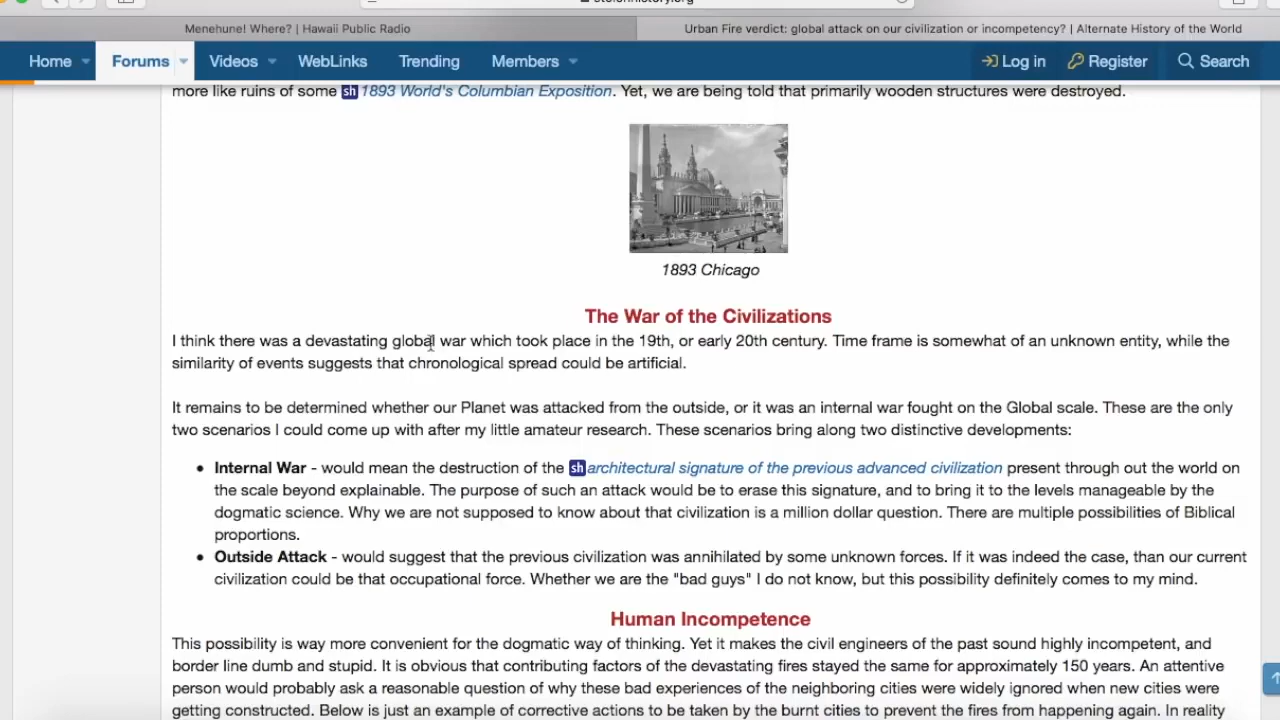 Menehune! Where? | Hawaii Public Radio
Urban Fire verdict: global attack on our civilization or incompetency? | Alternate History of the World
Home Forums Videos WebLinks Trending Members Log in Register Search
more like ruins of some sh 1893 World's Columbian Exposition. Yet, we are being told that primarily wooden structures were destroyed.
1893 Chicago
The War of the Civilizations
I think there was a devastating global war which took place in the 19th, or early 20th century. Time frame is somewhat of an unknown entity, while the
similarity of events suggests that chronological spread could be artificial.
It remains to be determined whether our Planet was attacked from the outside, or it was an internal war fought on the Global scale. These are the only
two scenarios I could come up with after my little amateur research. These scenarios bring along two distinctive developments:
• Internal War - would mean the destruction of the sh architectural signature of the previous advanced civilization present through out the world on
the scale beyond explainable. The purpose of such an attack would be to erase this signature, and to bring it to the levels manageable by the
dogmatic science. Why we are not supposed to know about that civilization is a million dollar question. There are multiple possibilities of Biblical
proportions.
• Outside Attack - would suggest that the previous civilization was annihilated by some unknown forces. If it was indeed the case, than our current
civilization could be that occupational force. Whether we are the "bad guys" I do not know, but this possibility definitely comes to my mind.
Human Incompetence
This possibility is way more convenient for the dogmatic way of thinking. Yet it makes the civil engineers of the past sound highly incompetent, and
border line dumb and stupid. It is obvious that contributing factors of the devastating fires stayed the same for approximately 150 years. An attentive
person would probably ask a reasonable question of why these bad experiences of the neighboring cities were widely ignored when new cities were
getting constructed. Below is just an example of corrective actions to be taken by the burnt cities to prevent the fires from happening again. In reality